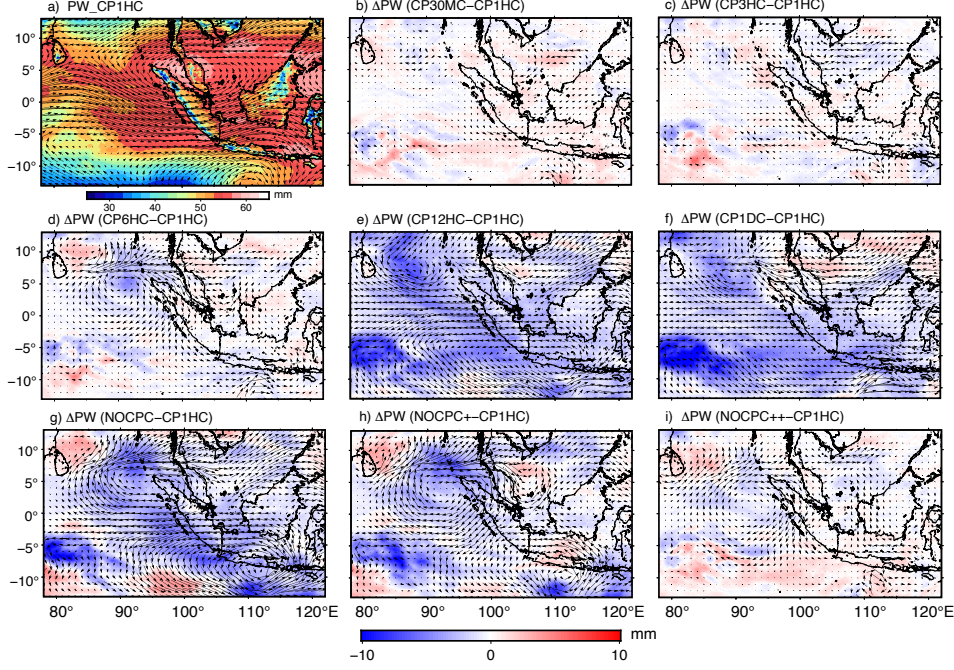 a) PW_CP1HC
b) ΔPW (CP30MC−CP1HC)
c) ΔPW (CP3HC−CP1HC)
10°
5°
0°
−5°
−10°
30 40 50 60 mm
d) ΔPW (CP6HC−CP1HC)
e) ΔPW (CP12HC−CP1HC)
f) ΔPW (CP1DC−CP1HC)
10°
5°
0°
−5°
−10°
g) ΔPW (NOCPC−CP1HC)
h) ΔPW (NOCPC+−CP1HC)
i) ΔPW (NOCPC++−CP1HC)
10°
5°
0°
−5°
−10°
80° 90° 100° 110° 120°E
80° 90° 100° 110° 120°E
80° 90° 100° 110° 120°E
mm
−10 0 10